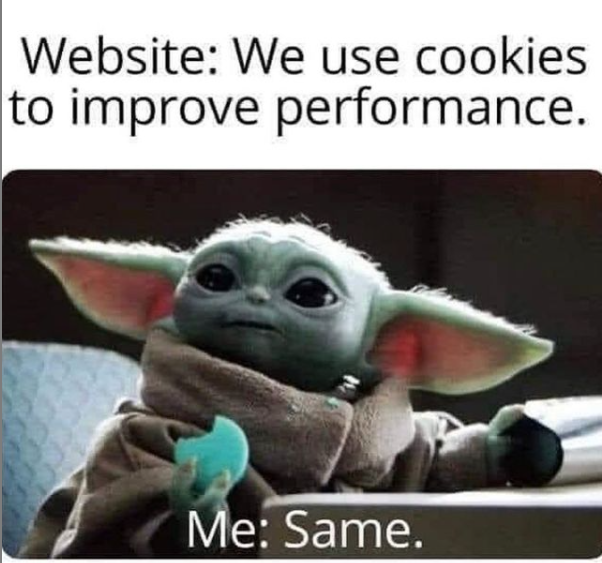 Website: We use cookies
to improve performance.
Me: Same.